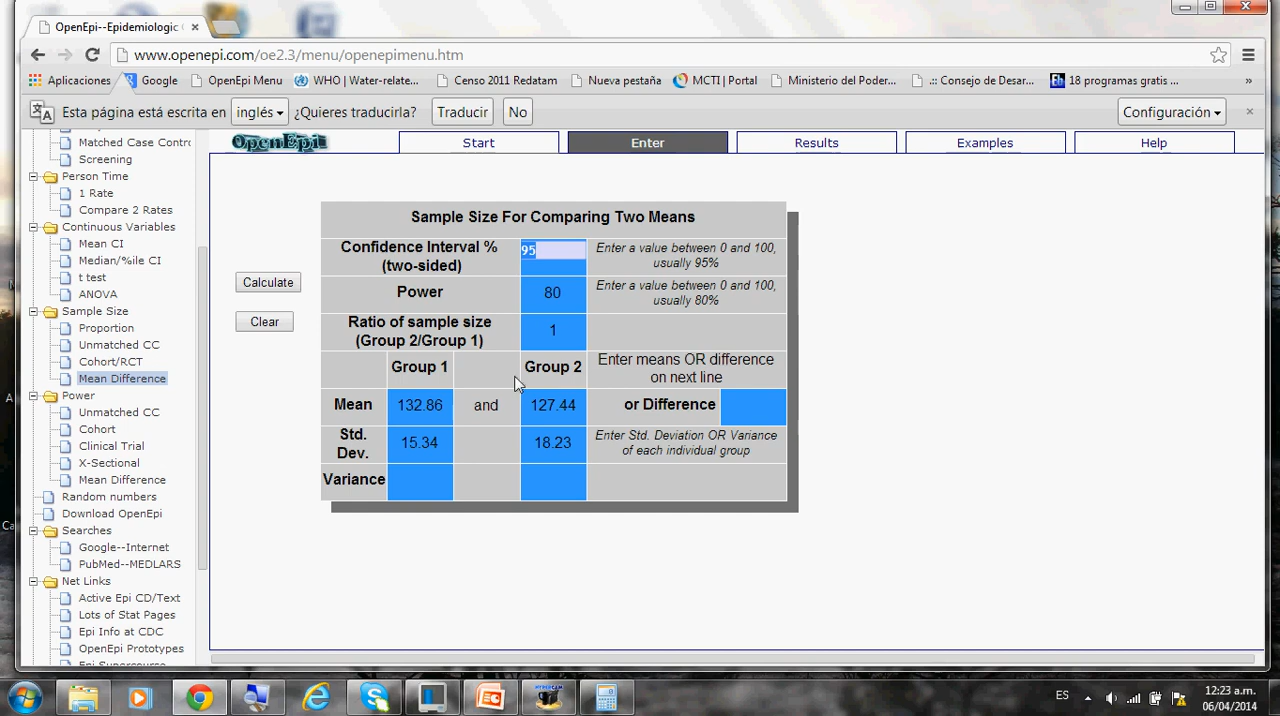 OpenEpi--Epidemiologic
www.openepi.com/oe2.3/menu/openepimenu.htm
Aplicaciones
Google
OpenEpi Menu
WHO | Water-relate...
Censo 2011 Redatam
Nueva pestaña
MCTI | Portal
Ministerio del Poder...
.:: Consejo de Desar...
18 programas gratis ...
»
Esta página está escrita en inglés ¿Quieres traducirla? Traducir No Configuración
Matched Case Contro
Screening
Person Time
1 Rate
Compare 2 Rates
Continuous Variables
Mean CI
Median/%ile CI
t test
ANOVA
Sample Size
Proportion
Unmatched CC
Cohort/RCT
Mean Difference
Power
Unmatched CC
Cohort
Clinical Trial
X-Sectional
Mean Difference
Random numbers
Download OpenEpi
Searches
Google--Internet
PubMed--MEDLARS
Net Links
Active Epi CD/Text
Lots of Stat Pages
Epi Info at CDC
OpenEpi Prototypes
Epi Supercourse
OpenEpi
Start
Enter
Results
Examples
Help
Calculate
Clear
Sample Size For Comparing Two Means
Confidence Interval %
(two-sided)
95
Enter a value between 0 and 100,
usually 95%
Power
80
Enter a value between 0 and 100,
usually 80%
Ratio of sample size
(Group 2/Group 1)
1
Group 1
Group 2
Enter means OR difference
on next line
Mean
132.86
and
127.44
or Difference
Std.
Dev.
15.34
18.23
Enter Std. Deviation OR Variance
of each individual group
Variance
HYPERCAM
ES
12:23 a.m.
06/04/2014